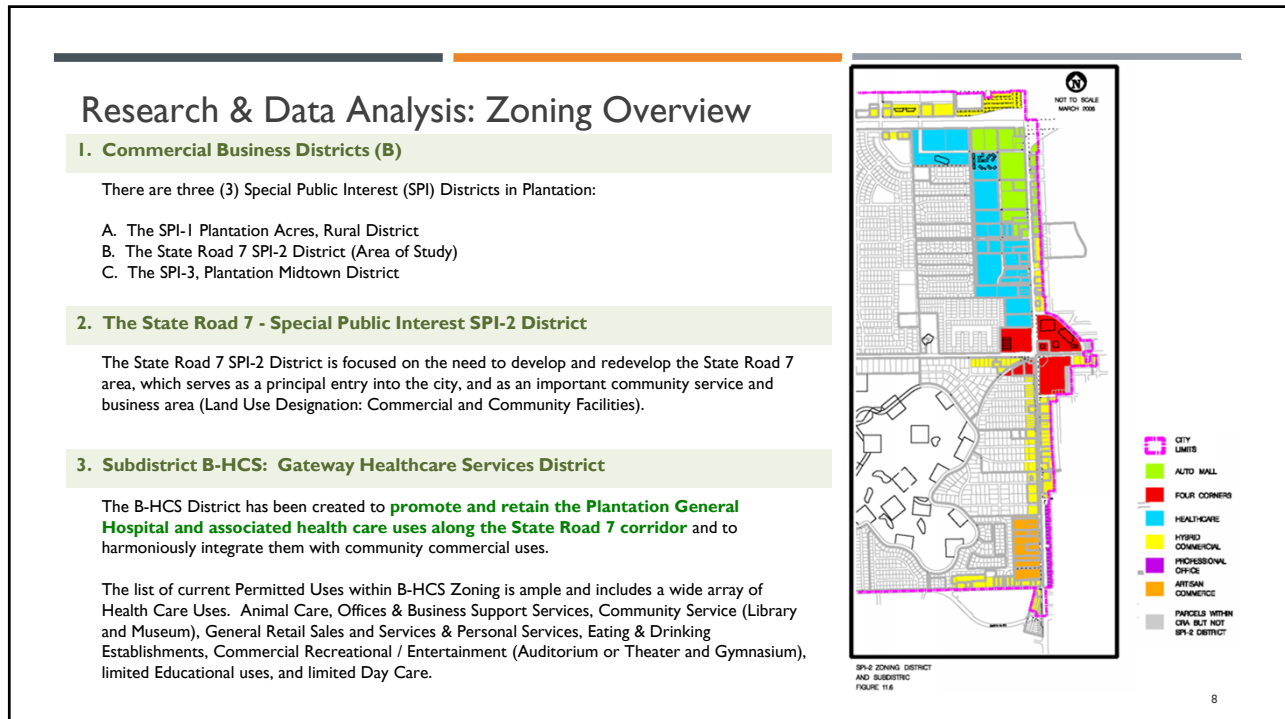 Research & Data Analysis: Zoning Overview
1. Commercial Business Districts (B)
There are three (3) Special Public Interest (SPI) Districts in Plantation:
A. The SPI-1 Plantation Acres, Rural District
B. The State Road 7 SPI-2 District (Area of Study)
C. The SPI-3, Plantation Midtown District
2. The State Road 7 - Special Public Interest SPI-2 District
The State Road 7 SPI-2 District is focused on the need to develop and redevelop the State Road 7
area, which serves as a principal entry into the city, and as an important community service and
business area (Land Use Designation: Commercial and Community Facilities).
3. Subdistrict B-HCS: Gateway Healthcare Services District
The B-HCS District has been created to promote and retain the Plantation General
Hospital and associated health care uses along the State Road 7 corridor and to
harmoniously integrate them with community commercial uses.
The list of current Permitted Uses within B-HCS Zoning is ample and includes a wide array of
Health Care Uses. Animal Care, Offices & Business Support Services, Community Service (Library
and Museum), General Retail Sales and Services & Personal Services, Eating & Drinking
Establishments, Commercial Recreational / Entertainment (Auditorium or Theater and Gymnasium),
limited Educational uses, and limited Day Care.
N
NOT TO SCALE
MARCH 2006
CITY
LIMITS
AUTO MALL
FOUR CORNERS
HEALTHCARE
HYBRID
COMMERCIAL
PROFESSIONAL
OFFICE
ARTISAN
COMMERCE
PARCELS WITHIN
CRA BUT NOT
SPI-2 DISTRICT
SPI-2 ZONING DISTRICT
AND SUBDISTRIC
FIGURE 11.6
8